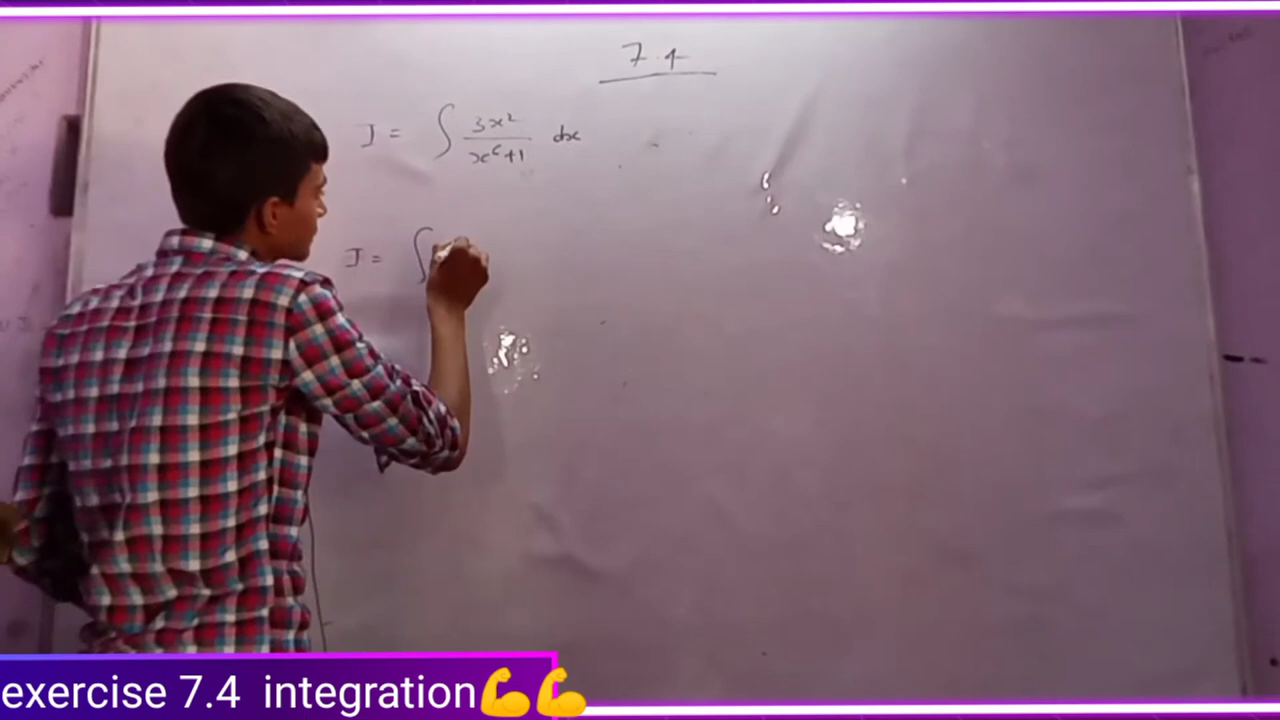 7.4
I = ∫ 3x²/x⁶+1 dx
I = ∫
exercise 7.4 integration💪💪